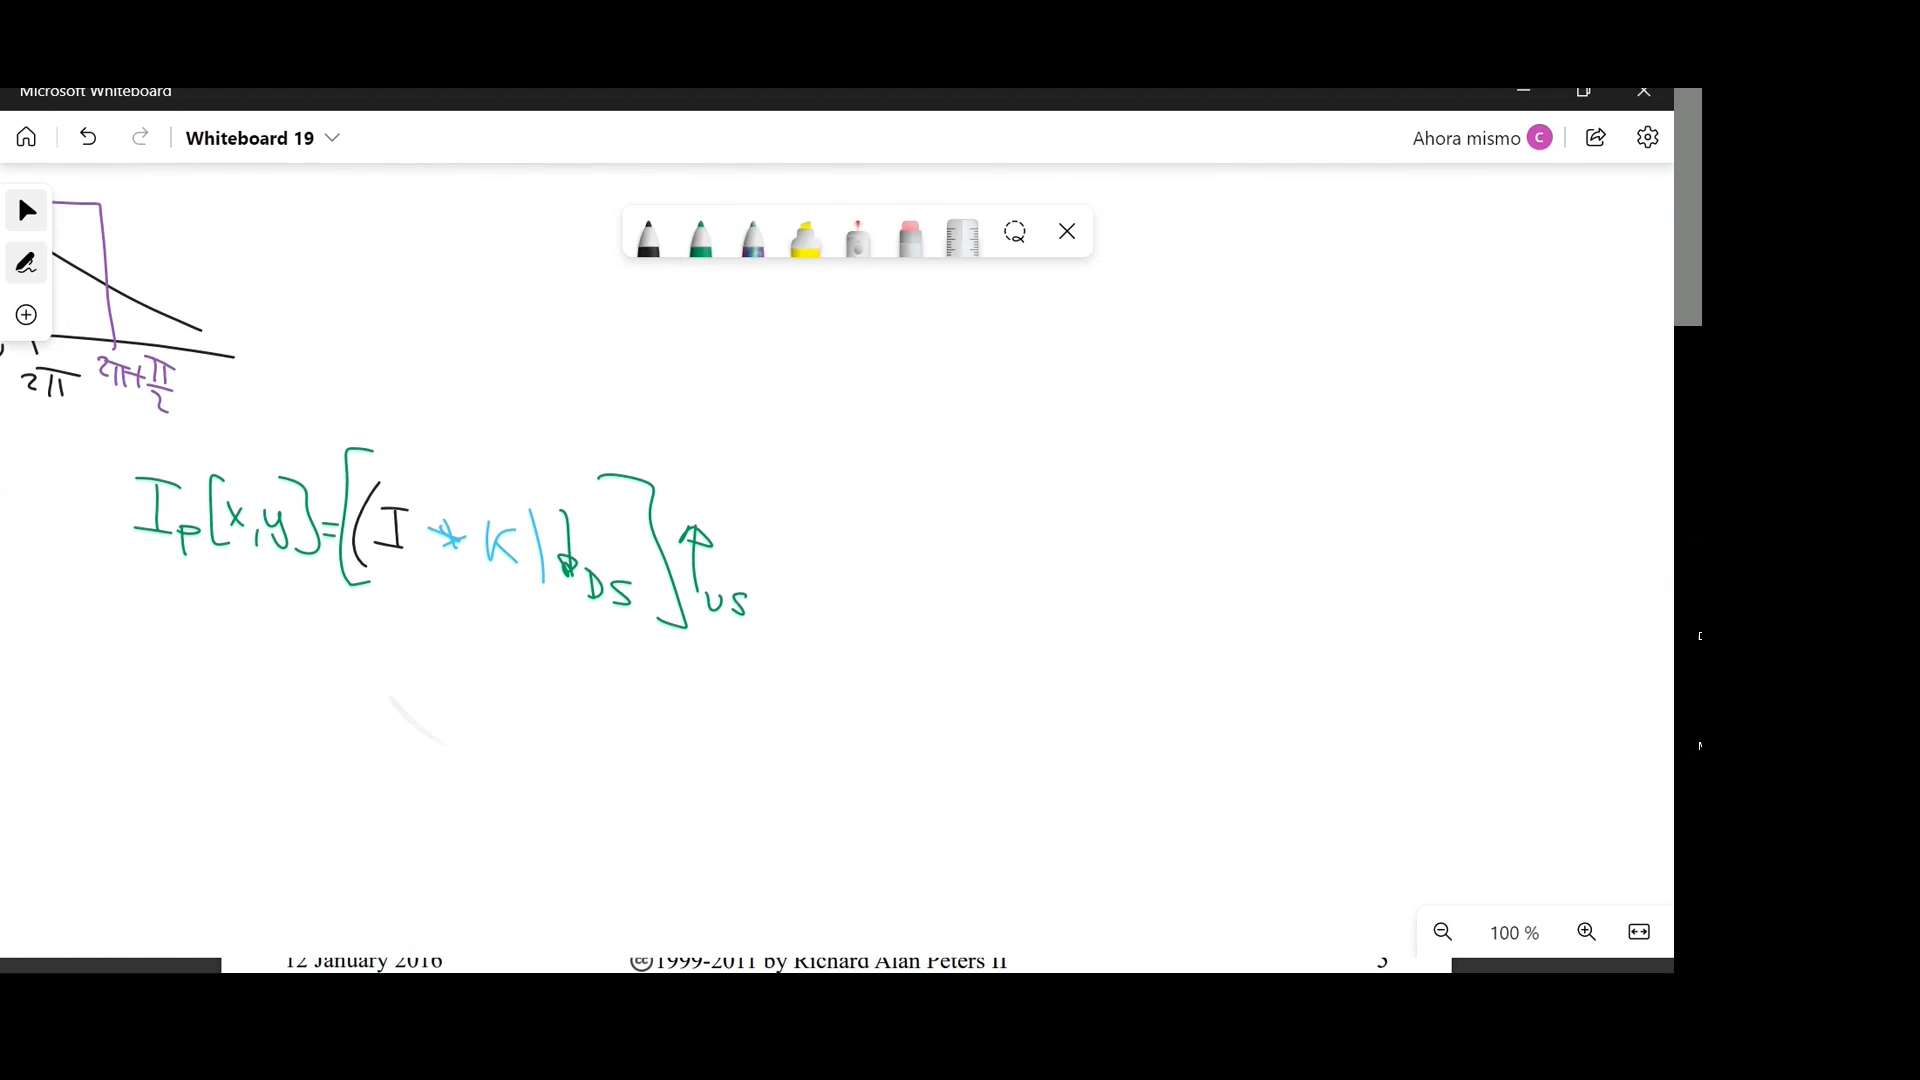 Microsoft Whiteboard
Whiteboard 19
Ahora mismo C
2π 2π+π/2
I_P[x,y]=[(I * K)↓_DS]↑_US
100 %
12 January 2016 1999-2011 by Richard Alan Peters II